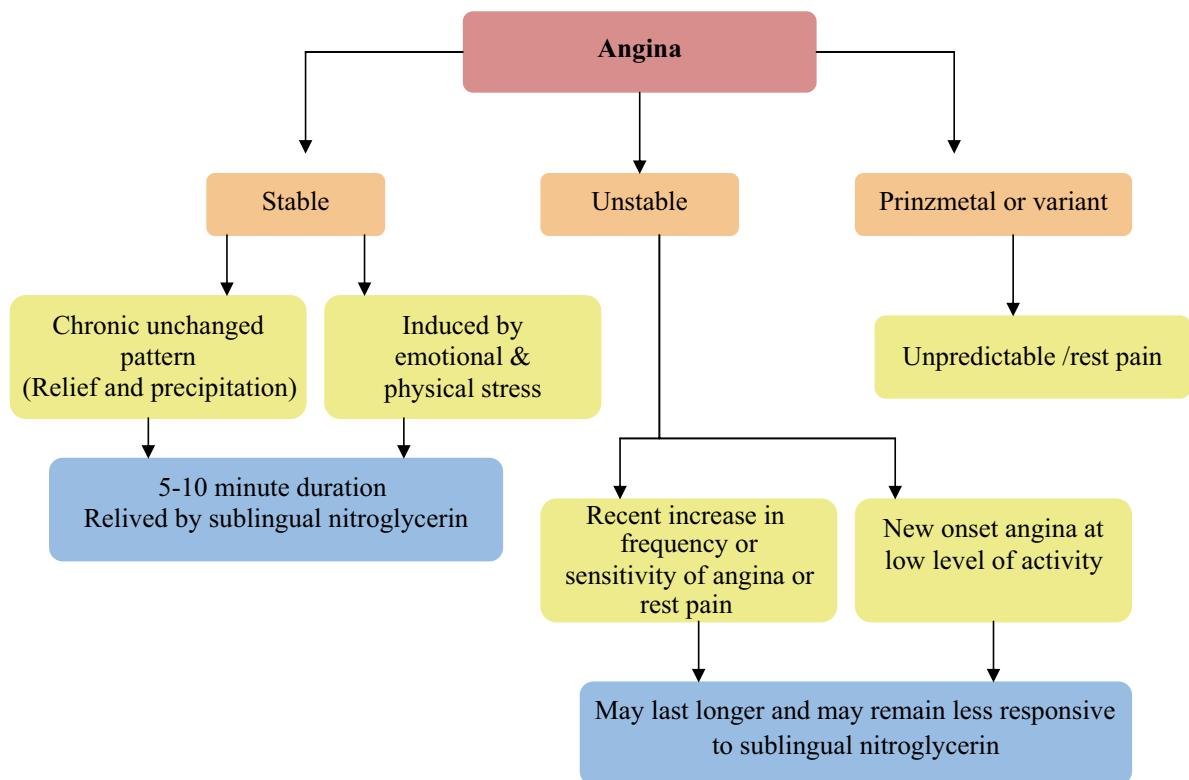 Angina
Stable
Unstable
Prinzmetal or variant
Chronic unchanged
pattern
(Relief and precipitation)
Induced by
emotional &
physical stress
Unpredictable /rest pain
5-10 minute duration
Relived by sublingual nitroglycerin
Recent increase in
frequency or
sensitivity of angina or
rest pain
New onset angina at
low level of activity
May last longer and may remain less responsive
to sublingual nitroglycerin